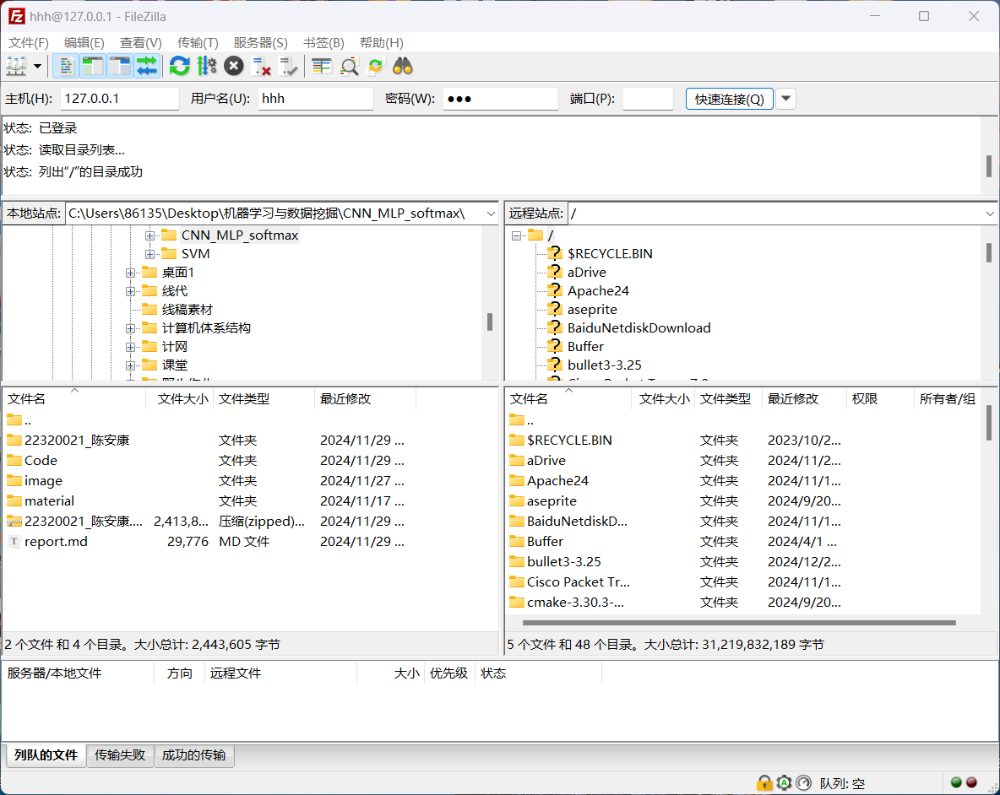 hhh@127.0.0.1 - FileZilla
文件(F) 编辑(E) 查看(V) 传输(T) 服务器(S) 书签(B) 帮助(H)
主机(H): 127.0.0.1 用户名(U): hhh 密码(W): ●●● 端口(P): 快速连接(Q)
状态: 已登录
状态: 读取目录列表...
状态: 列出“/”的目录成功
本地站点: C:\Users\86135\Desktop\机器学习与数据挖掘\CNN_MLP_softmax\
CNN_MLP_softmax
SVM
桌面1
线代
线稿素材
计算机体系结构
计网
课堂
远程站点: /
/
$RECYCLE.BIN
aDrive
Apache24
aseprite
BaiduNetdiskDownload
Buffer
bullet3-3.25
文件名 文件大小 文件类型 最近修改
..
22320021_陈安康 文件夹 2024/11/29 ...
Code 文件夹 2024/11/29 ...
image 文件夹 2024/11/27 ...
material 文件夹 2024/11/17 ...
22320021_陈安康.... 2,413,8... 压缩(zipped)... 2024/11/29 ...
report.md 29,776 MD 文件 2024/11/29 ...
2 个文件 和 4 个目录。大小总计: 2,443,605 字节
文件名 文件大小 文件类型 最近修改 权限 所有者/组
..
$RECYCLE.BIN 文件夹 2023/10/2...
aDrive 文件夹 2024/11/2...
Apache24 文件夹 2024/11/1...
aseprite 文件夹 2024/9/20...
BaiduNetdiskD... 文件夹 2024/11/1...
Buffer 文件夹 2024/4/1 ...
bullet3-3.25 文件夹 2024/12/2...
Cisco Packet Tr... 文件夹 2024/11/1...
cmake-3.30.3-... 文件夹 2024/9/20...
5 个文件 和 48 个目录。大小总计: 31,219,832,189 字节
服务器/本地文件 方向 远程文件 大小 优先级 状态
列队的文件 传输失败 成功的传输
队列: 空